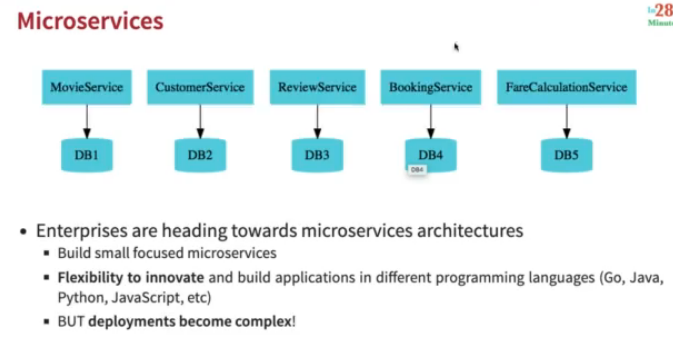 Microservices
In28
Minutes
MovieService
CustomerService
ReviewService
BookingService
FareCalculationService
DB1
DB2
DB3
DB4
DB5
DB4
• Enterprises are heading towards microservices architectures
▪ Build small focused microservices
▪ Flexibility to innovate and build applications in different programming languages (Go, Java,
Python, JavaScript, etc)
▪ BUT deployments become complex!